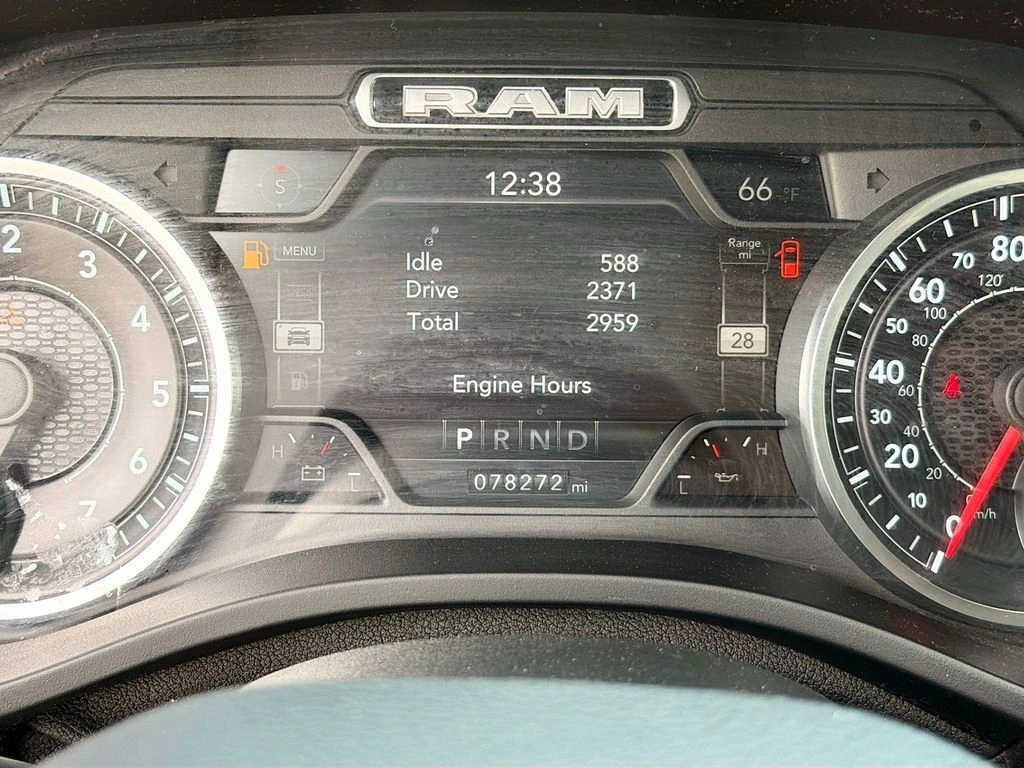 RAM
S
12:38
66 °F
MENU
Range
mi
Idle 588
Drive 2371
Total 2959
28
Engine Hours
P R N D
078272 mi
H
L
H
L
2
3
4
5
6
7
80
70
60
50
40
30
20
10
0
120
100
80
60
40
20
0
km/h